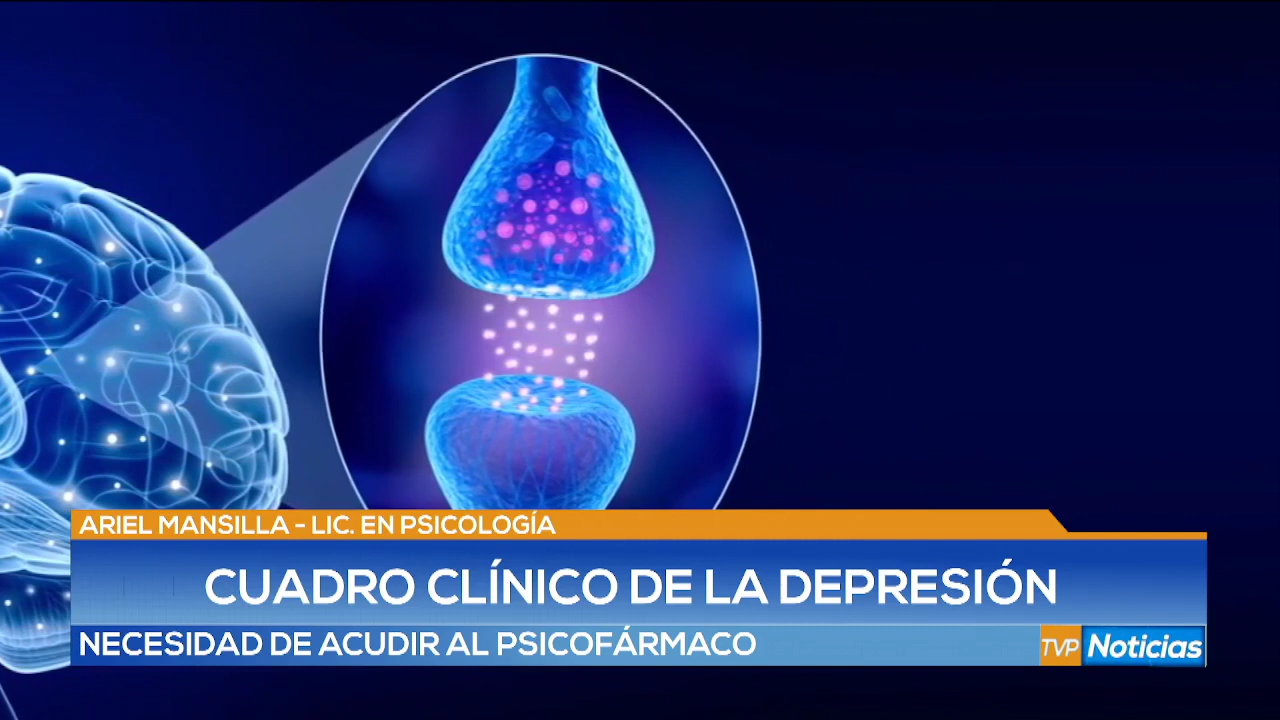 ARIEL MANSILLA - LIC. EN PSICOLOGÍA
CUADRO CLÍNICO DE LA DEPRESIÓN
NECESIDAD DE ACUDIR AL PSICOFÁRMACO
TVP Noticias